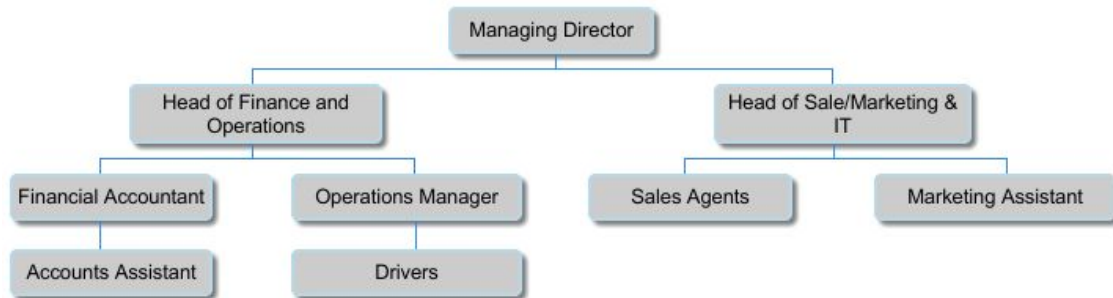 Managing Director
Head of Finance and
Operations
Head of Sale/Marketing &
IT
Financial Accountant
Operations Manager
Sales Agents
Marketing Assistant
Accounts Assistant
Drivers